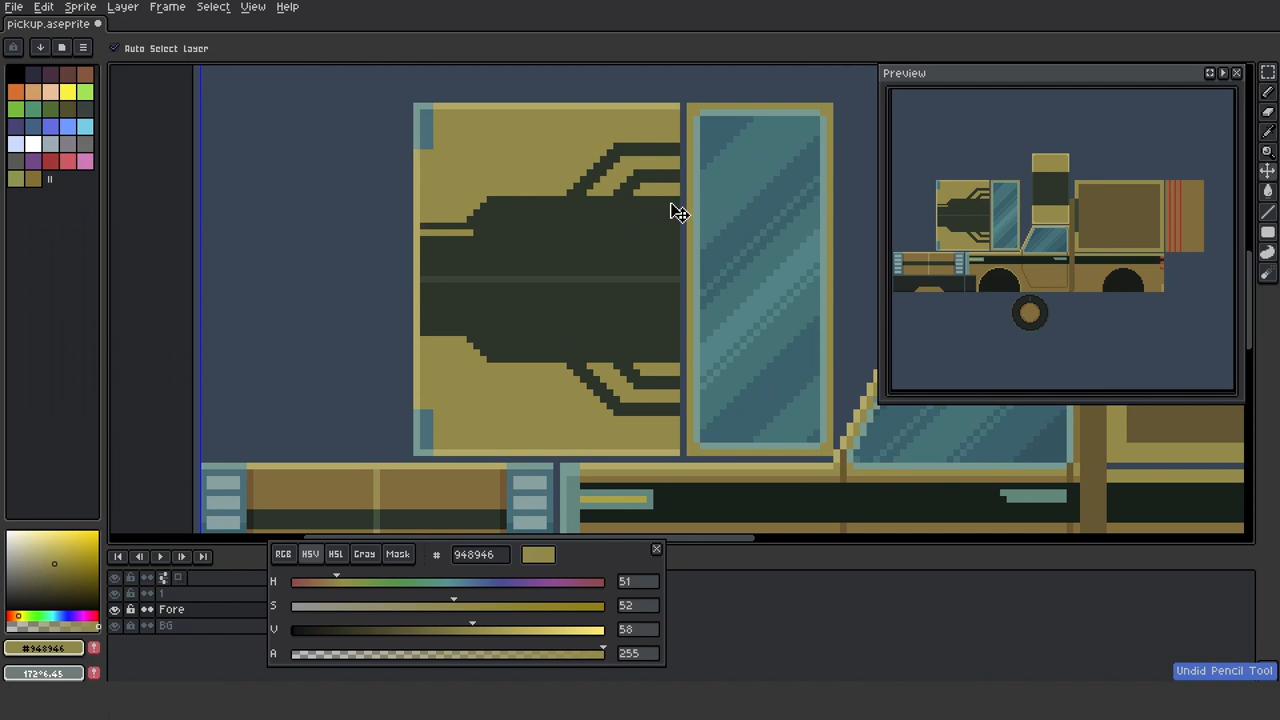 File Edit Sprite Layer Frame Select View Help
pickup.aseprite
Auto Select Layer
Preview
RGB HSV HSL Gray Mask # 948946
H 51
S 52
V 58
A 255
1
Fore
BG
#948946
Undid Pencil Tool